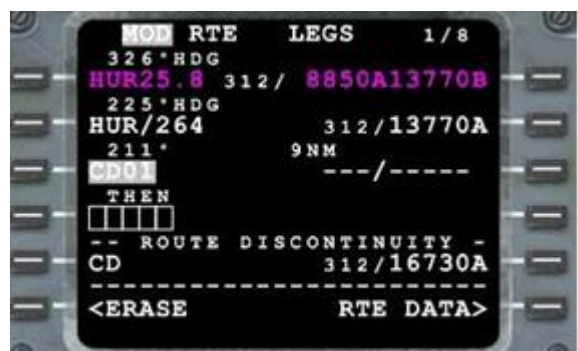 MOD RTE LEGS 1/8
326°HDG
HUR25.8 312/ 8850A13770B
225°HDG
HUR/264 312/13770A
211° 9NM
CD01 ---/-----
THEN
□□□□□
-- ROUTE DISCONTINUITY -
CD 312/16730A
------------------------
<ERASE RTE DATA>